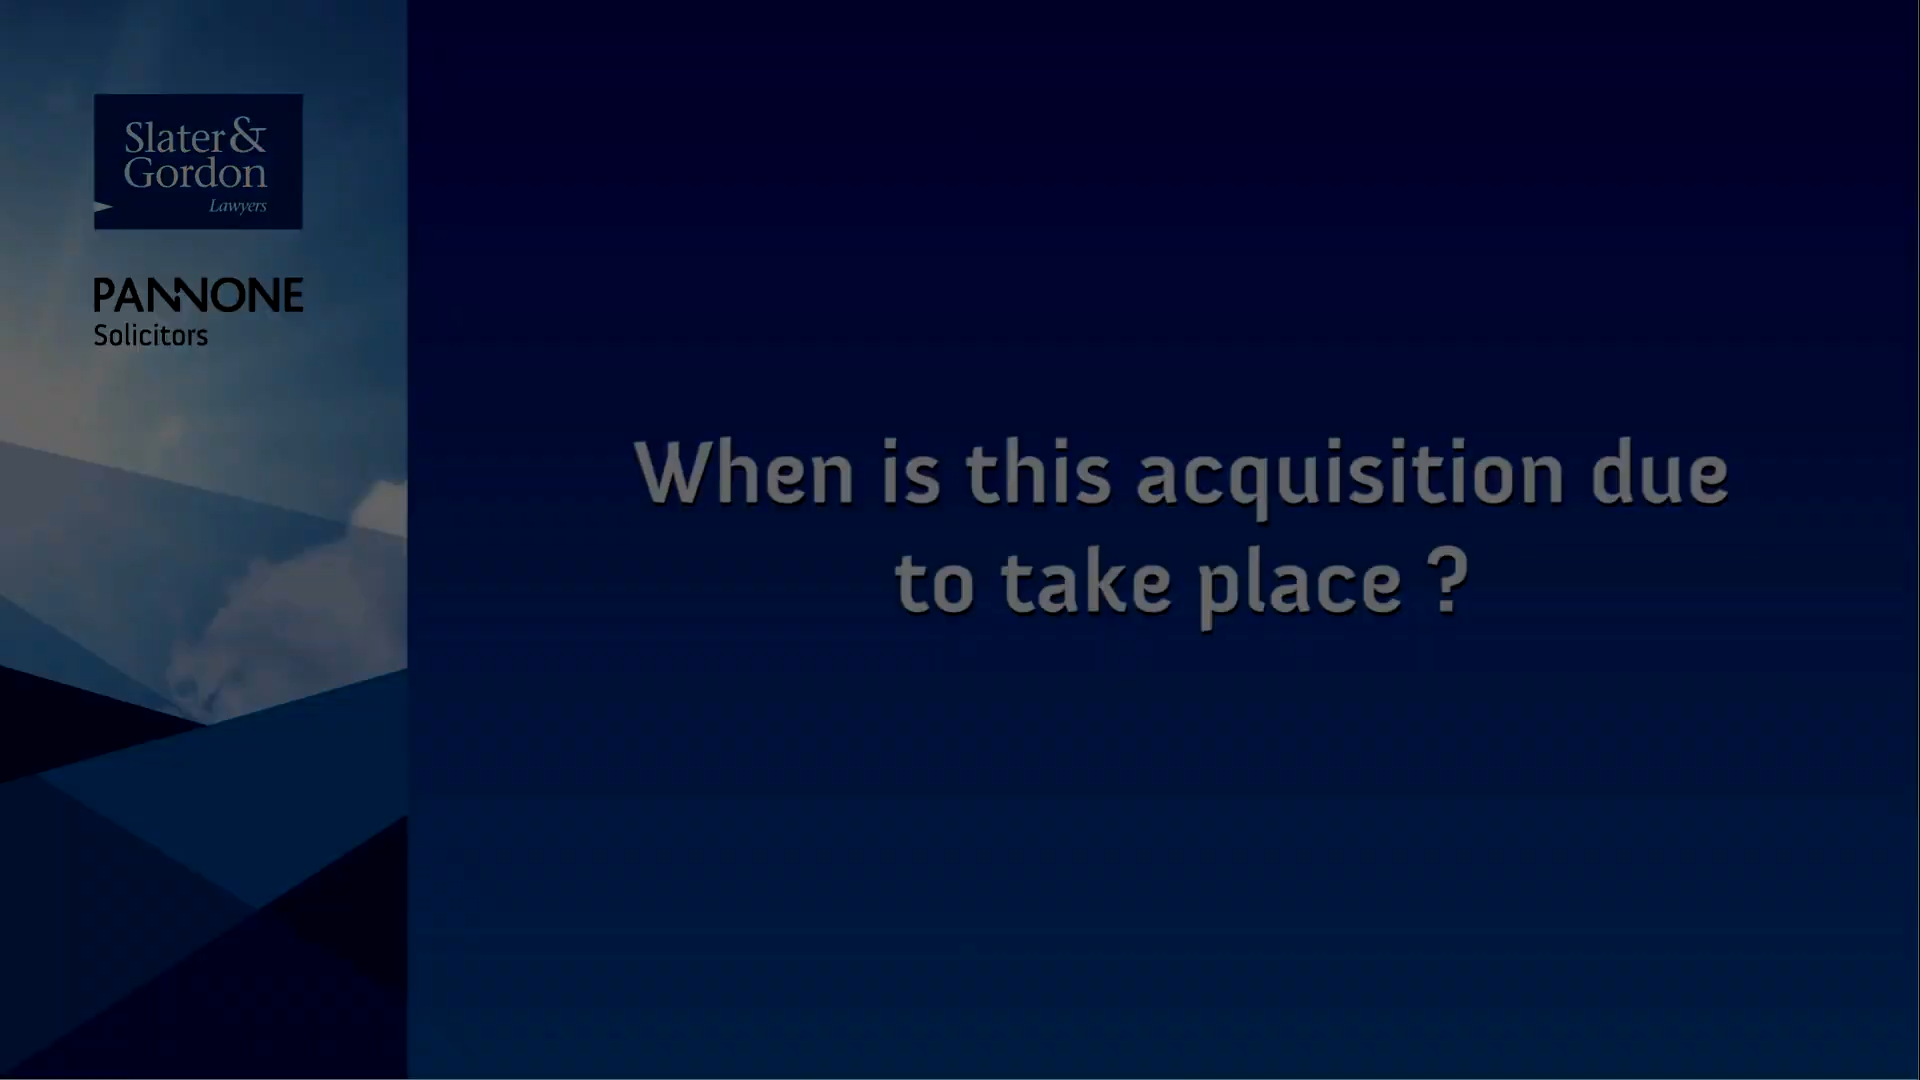 Slater &
Gordon
Lawyers
PANNONE
Solicitors
When is this acquisition due
to take place ?